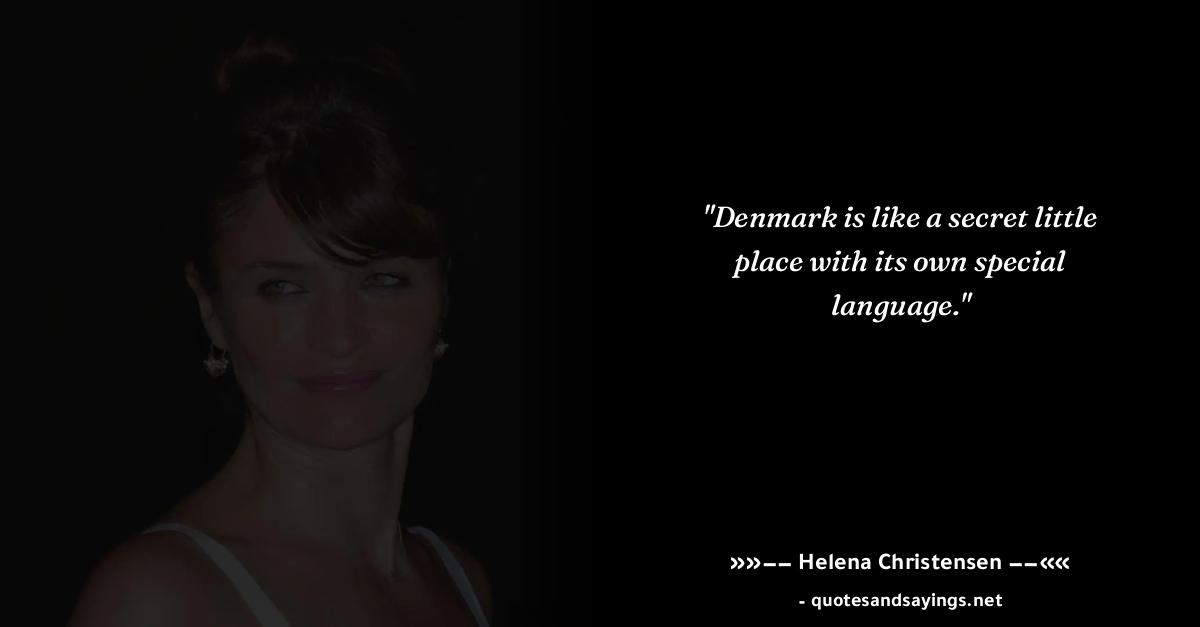 "Denmark is like a secret little
place with its own special
language."
»»−− Helena Christensen −−««
- quotesandsayings.net